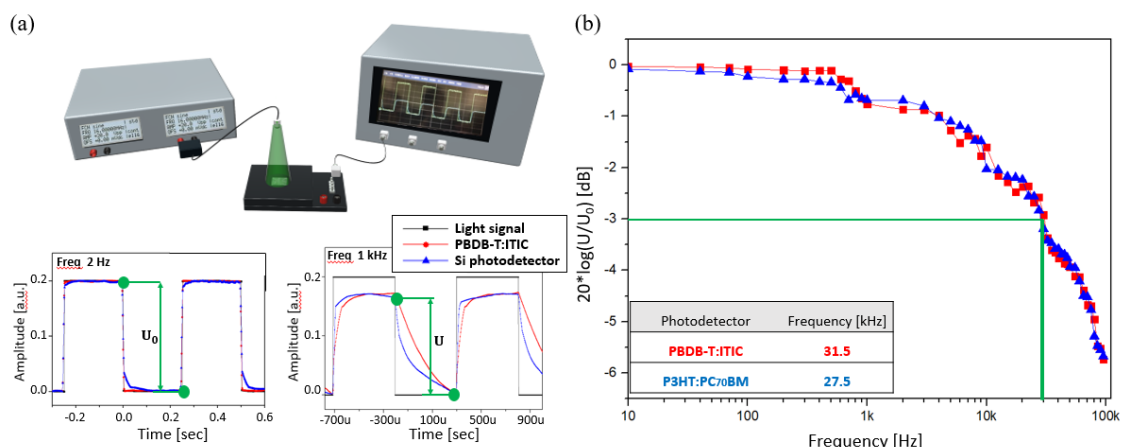 (a)
(b)
Light signal
PBDB-T:ITIC
Si photodetector
Freq 2 Hz
Amplitude [a.u.]
0.2
0.1
0.0
U₀
-0.2
0.0
0.2
0.4
0.6
Time [sec]
Freq 1 kHz
Amplitude [a.u.]
0.2
0.1
0.0
U
-700u
-300u
100u
500u
900u
Time [sec]
20*log(U/U₀) [dB]
0
-1
-2
-3
-4
-5
-6
Photodetector Frequency [kHz]
PBDB-T:ITIC 31.5
P3HT:PC₇₀BM 27.5
10
100
1k
10k
100k
Frequency [Hz]